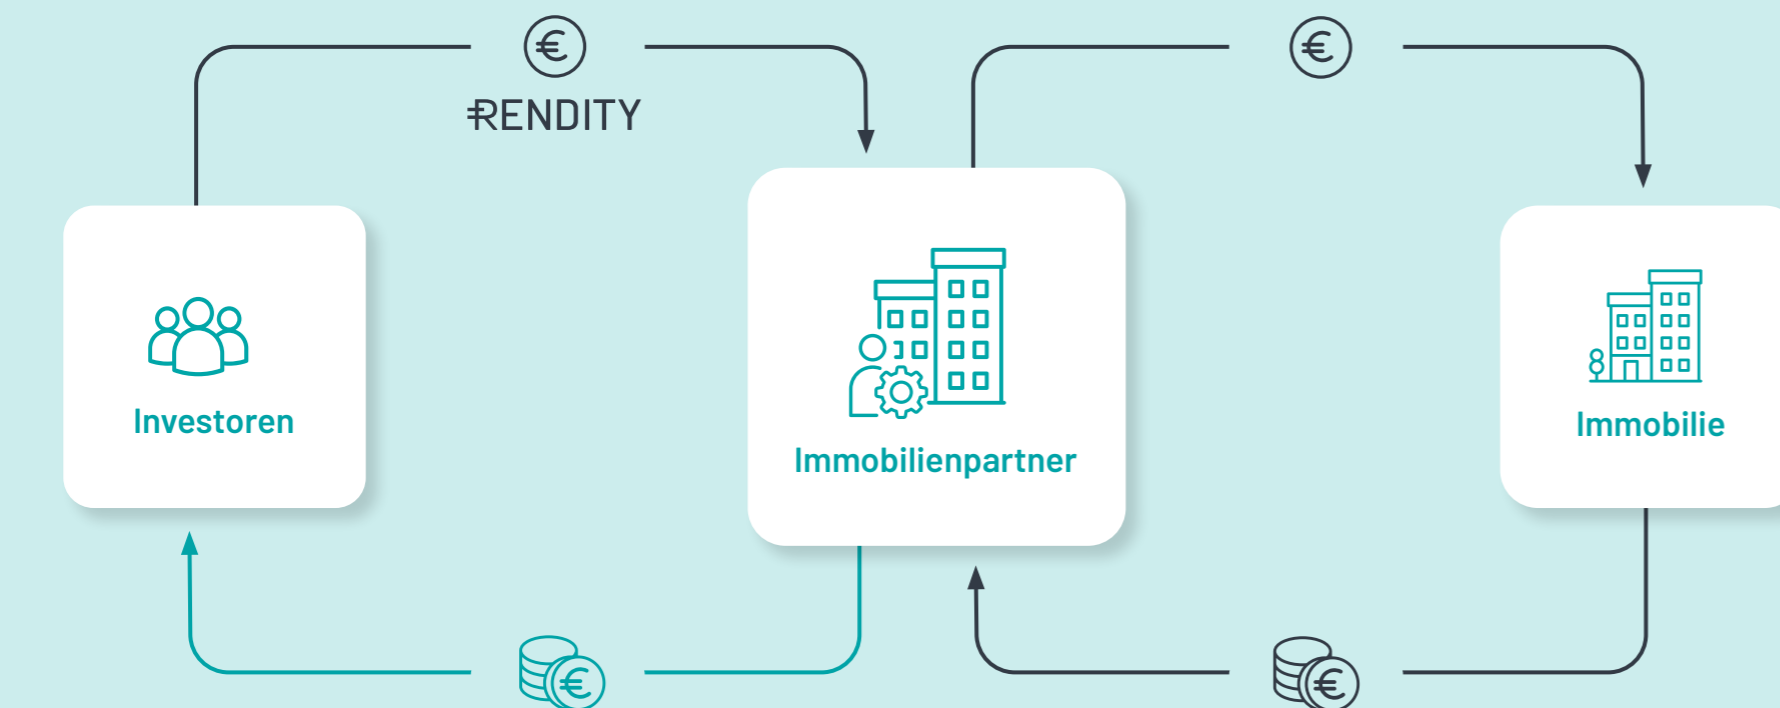 €
€
RENDITY
Investoren
Immobilienpartner
Immobilie
€
€